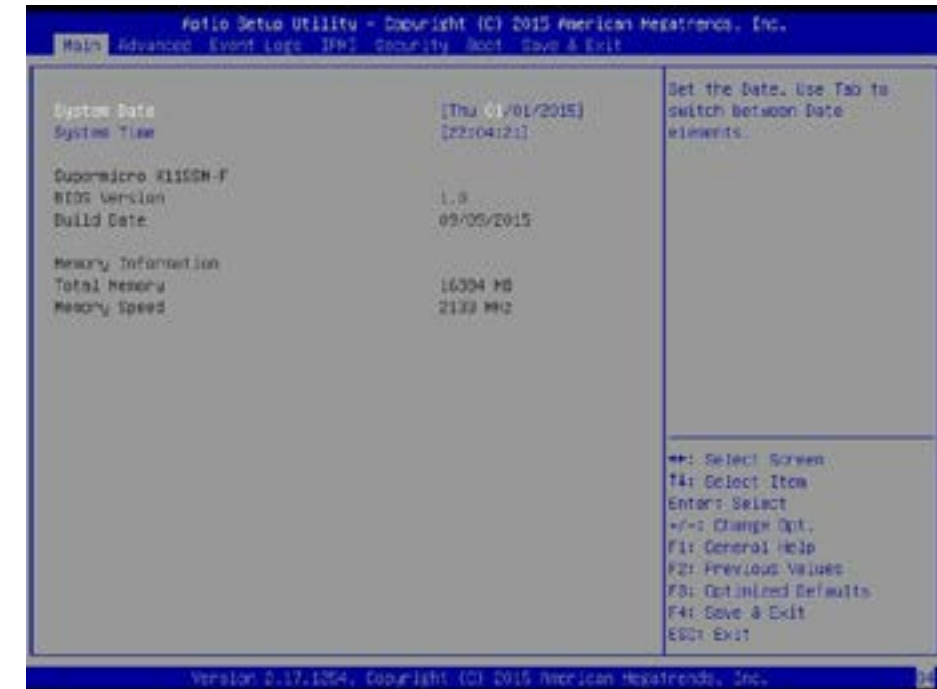 Aptio Setup Utility - Copyright (C) 2015 American Megatrends, Inc.
Main Advanced Event Logs IPMI Security Boot Save & Exit
System Date [Thu 01/01/2015]
System Time [22:04:21]
Supermicro X11SSM-F
BIOS Version 1.0
Build Date
Memory Information
Total Memory 16384 MB
Memory Speed 2133 MHz
Set the Date. Use Tab to
switch between Date
elements.
: Select Screen
↑↓: Select Item
Enter: Select
+/-: Change Opt.
F1: General Help
F2: Previous Values
F3: Optimized Defaults
F4: Save & Exit
ESC: Exit
Version 2.17.1254. Copyright (C) 2015 American Megatrends, Inc.